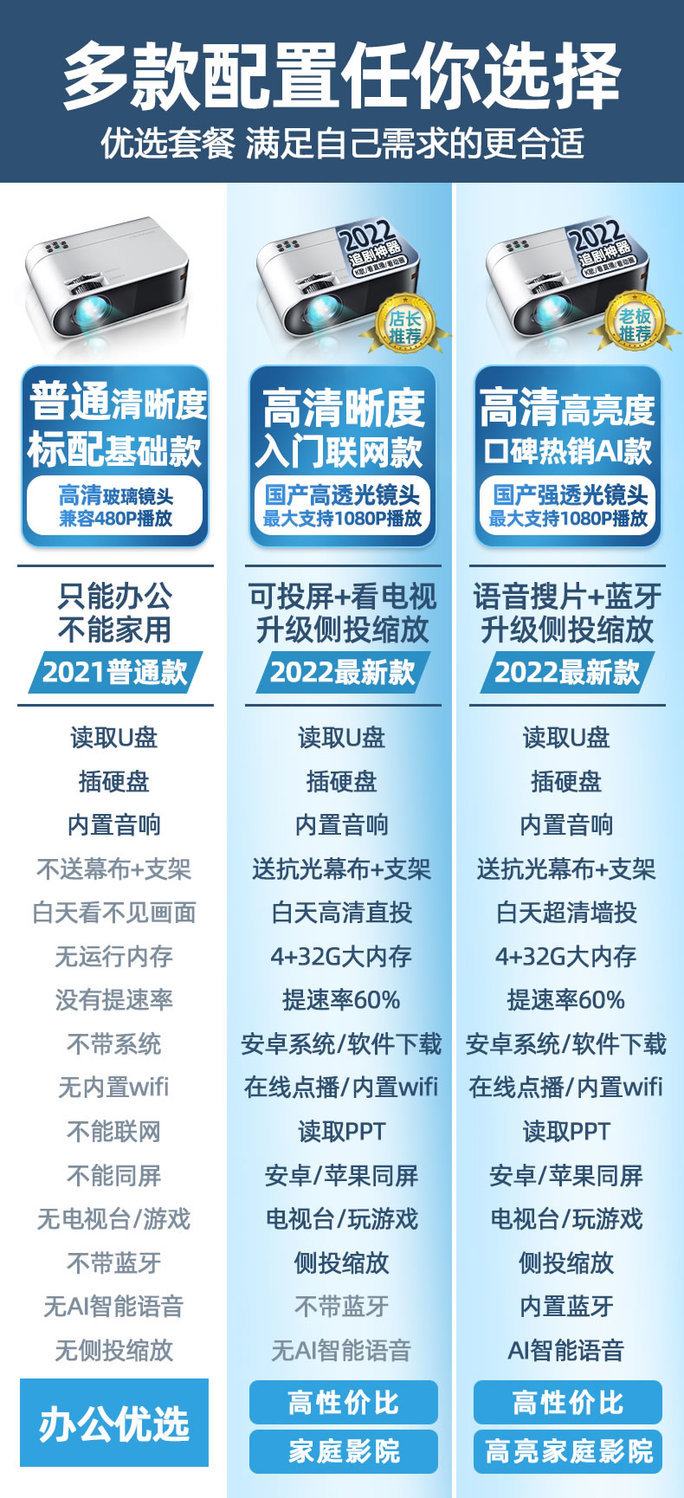 多款配置任你选择
优选套餐 满足自己需求的更合适
2022
追剧神器
店长
推荐
2022
追剧神器
老板
推荐
普通清晰度
标配基础款
高清玻璃镜头
兼容480P播放
高清晰度
入门联网款
国产高透光镜头
最大支持1080P播放
高清高亮度
口碑热销AI款
国产强透光镜头
最大支持1080P播放
只能办公
不能家用
2021普通款
可投屏+看电视
升级侧投缩放
2022最新款
语音搜片+蓝牙
升级侧投缩放
2022最新款
读取U盘
插硬盘
内置音响
不送幕布+支架
白天看不见画面
无运行内存
没有提速率
不带系统
无内置wifi
不能联网
不能同屏
无电视台/游戏
不带蓝牙
无AI智能语音
无侧投缩放
办公优选
读取U盘
插硬盘
内置音响
送抗光幕布+支架
白天高清直投
4+32G大内存
提速率60%
安卓系统/软件下载
在线点播/内置wifi
读取PPT
安卓/苹果同屏
电视台/玩游戏
侧投缩放
不带蓝牙
无AI智能语音
高性价比
家庭影院
读取U盘
插硬盘
内置音响
送抗光幕布+支架
白天超清墙投
4+32G大内存
提速率60%
安卓系统/软件下载
在线点播/内置wifi
读取PPT
安卓/苹果同屏
电视台/玩游戏
侧投缩放
内置蓝牙
AI智能语音
高性价比
高亮家庭影院